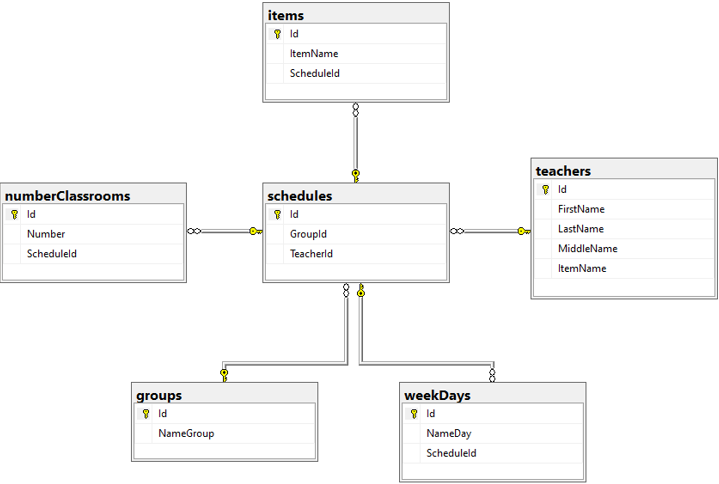 items
Id
ItemName
ScheduleId
numberClassrooms
Id
Number
ScheduleId
schedules
Id
GroupId
TeacherId
teachers
Id
FirstName
LastName
MiddleName
ItemName
groups
Id
NameGroup
weekDays
Id
NameDay
ScheduleId